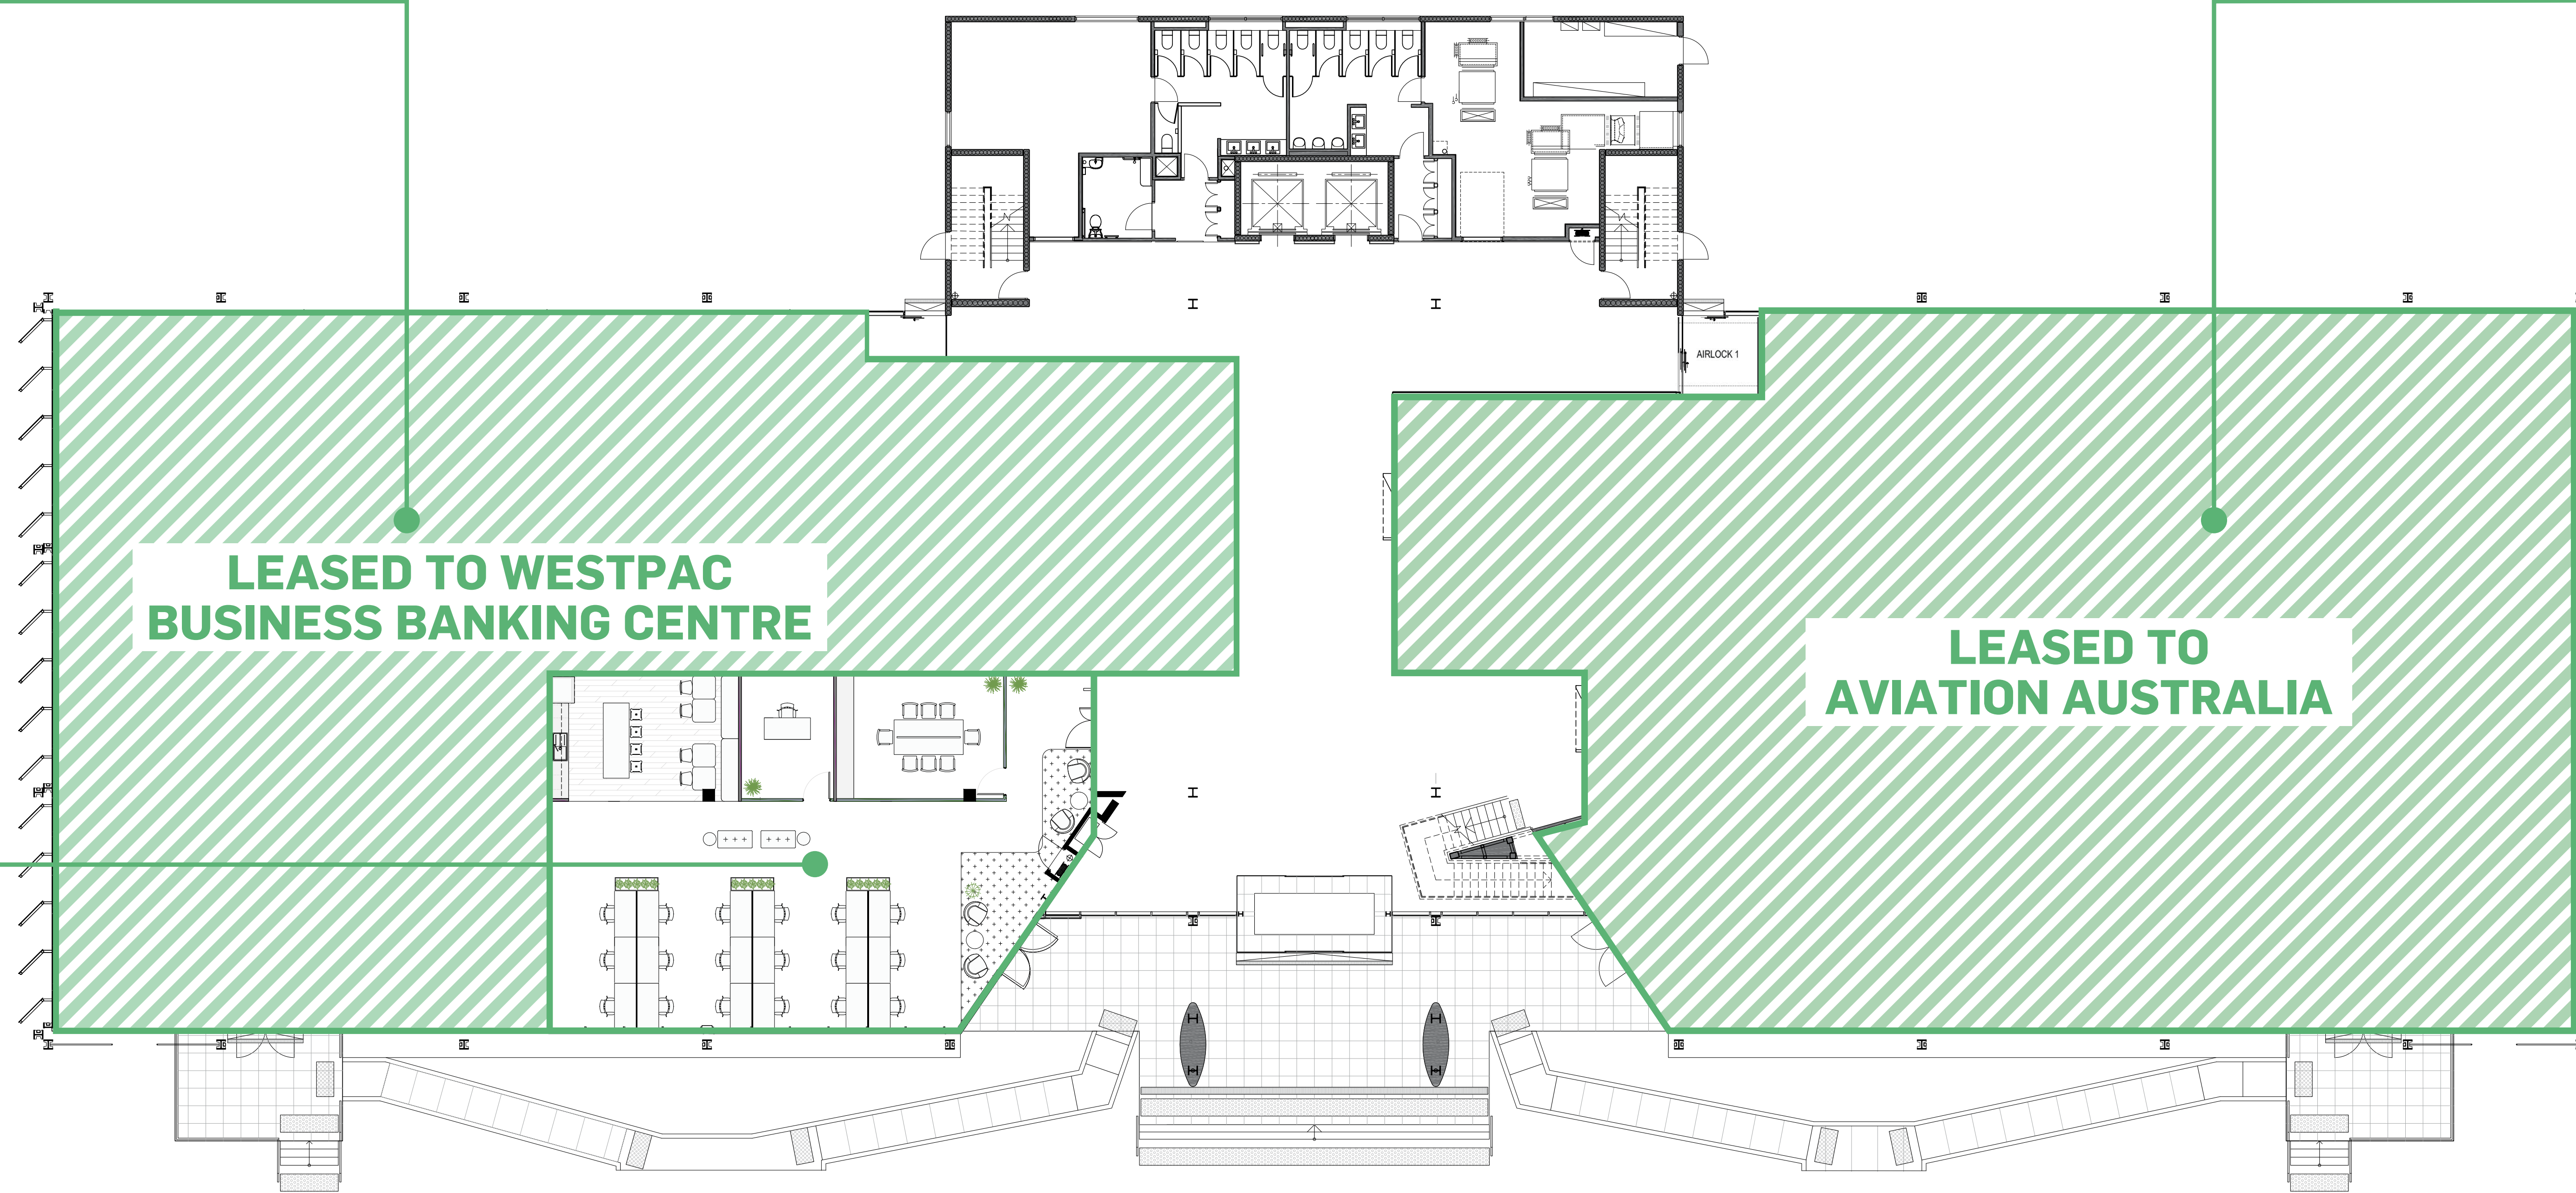 AIRLOCK 1
LEASED TO WESTPAC
BUSINESS BANKING CENTRE
LEASED TO
AVIATION AUSTRALIA